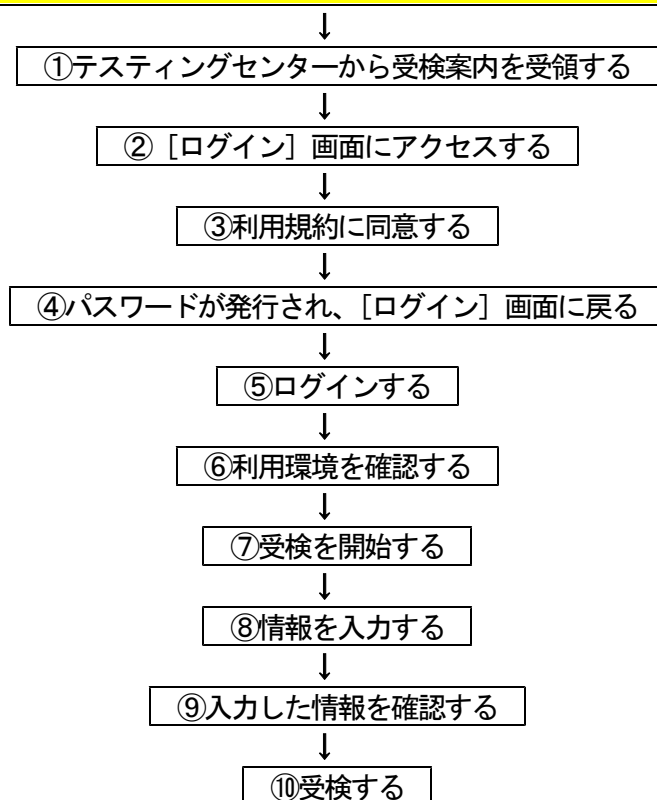 ↓
①テスティングセンターから受検案内を受領する
↓
②［ログイン］画面にアクセスする
↓
③利用規約に同意する
↓
④パスワードが発行され、［ログイン］画面に戻る
↓
⑤ログインする
↓
⑥利用環境を確認する
↓
⑦受検を開始する
↓
⑧情報を入力する
↓
⑨入力した情報を確認する
↓
⑩受検する